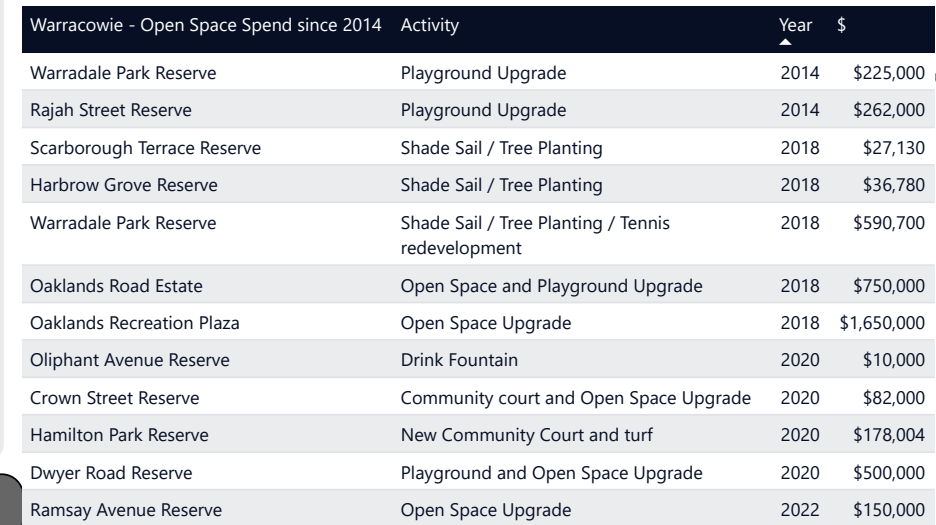 Warracowie - Open Space Spend since 2014 Activity Year $
Warradale Park Reserve Playground Upgrade 2014 $225,000
Rajah Street Reserve Playground Upgrade 2014 $262,000
Scarborough Terrace Reserve Shade Sail / Tree Planting 2018 $27,130
Harbrow Grove Reserve Shade Sail / Tree Planting 2018 $36,780
Warradale Park Reserve Shade Sail / Tree Planting / Tennis 2018 $590,700
redevelopment
Oaklands Road Estate Open Space and Playground Upgrade 2018 $750,000
Oaklands Recreation Plaza Open Space Upgrade 2018 $1,650,000
Oliphant Avenue Reserve Drink Fountain 2020 $10,000
Crown Street Reserve Community court and Open Space Upgrade 2020 $82,000
Hamilton Park Reserve New Community Court and turf 2020 $178,004
Dwyer Road Reserve Playground and Open Space Upgrade 2020 $500,000
Ramsay Avenue Reserve Open Space Upgrade 2022 $150,000